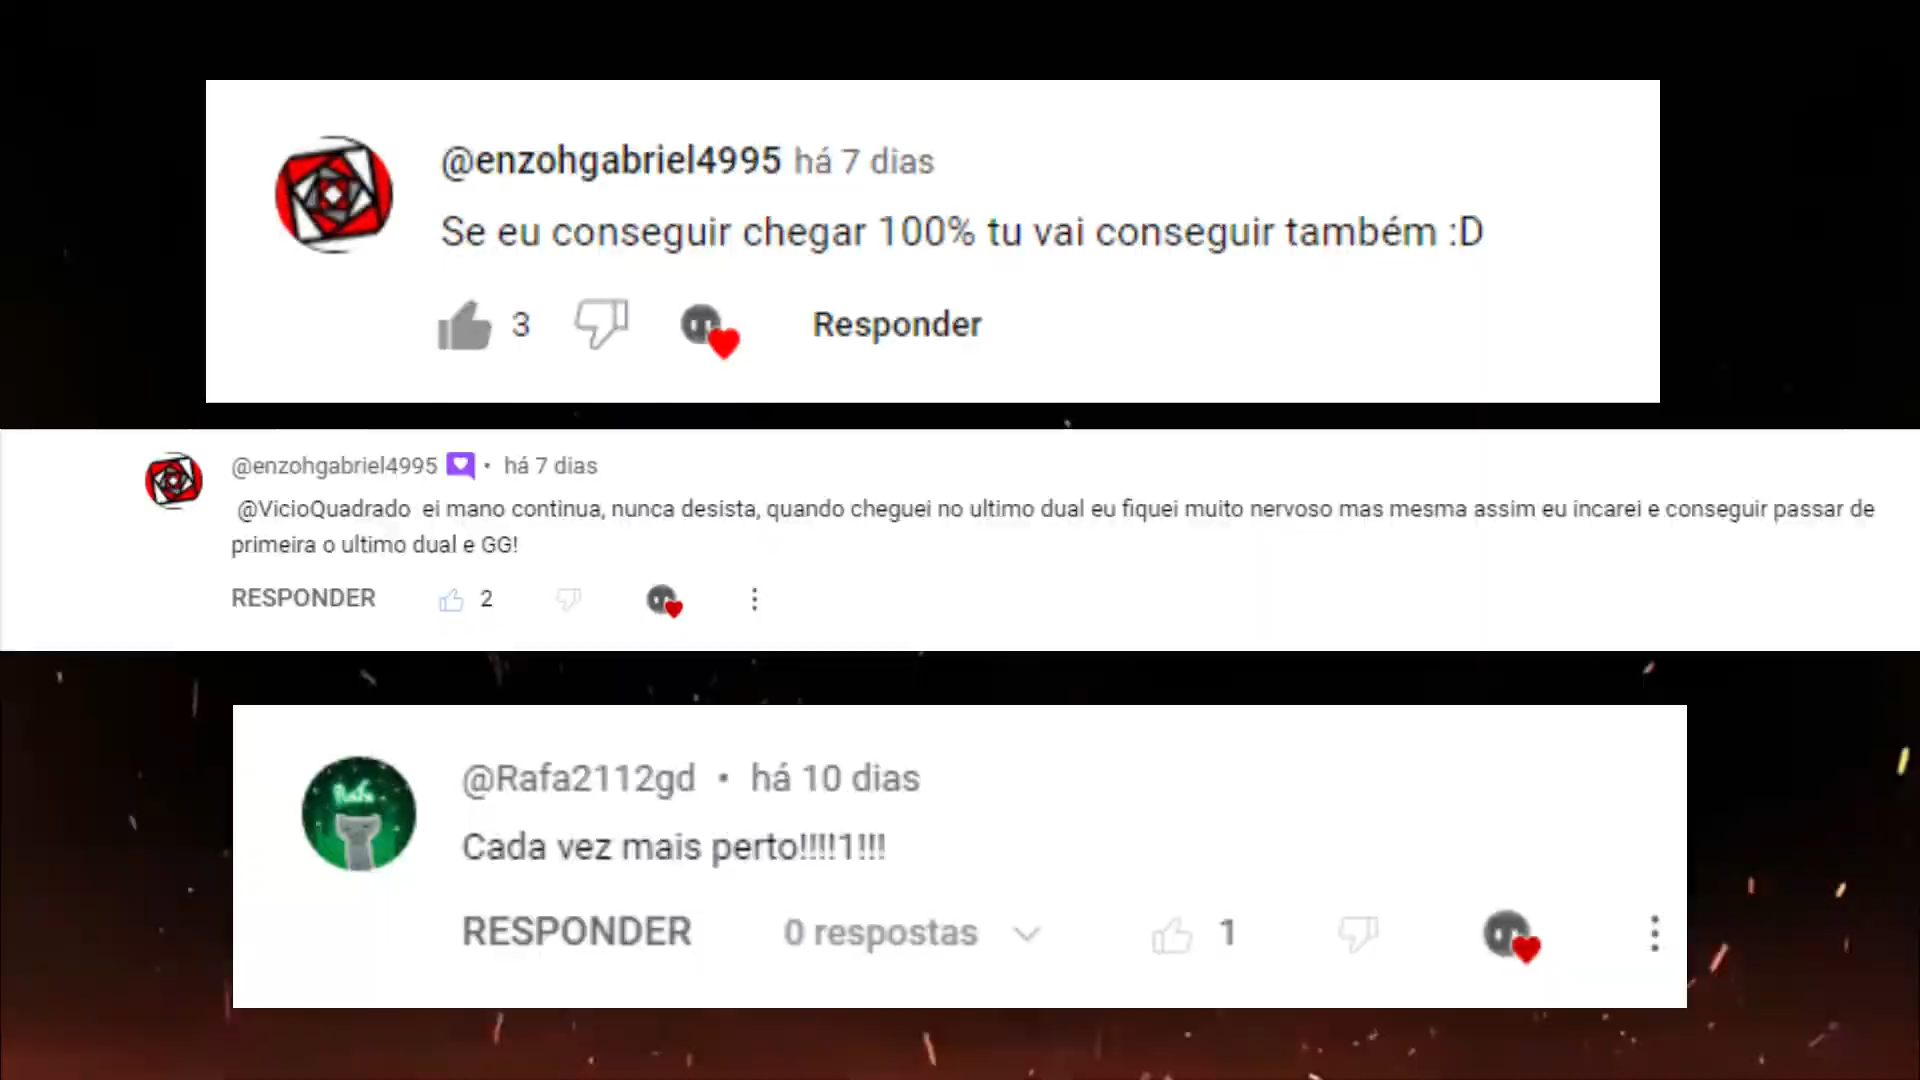 @enzohgabriel4995 há 7 dias
Se eu conseguir chegar 100% tu vai conseguir também :D
3 Responder
@enzohgabriel4995 • há 7 dias
@VicioQuadrado ei mano continua, nunca desista, quando cheguei no ultimo dual eu fiquei muito nervoso mas mesma assim eu incarei e conseguir passar de
primeira o ultimo dual e GG!
RESPONDER 2
Rafa
@Rafa2112gd • há 10 dias
Cada vez mais perto!!!!1!!!
RESPONDER 0 respostas 1